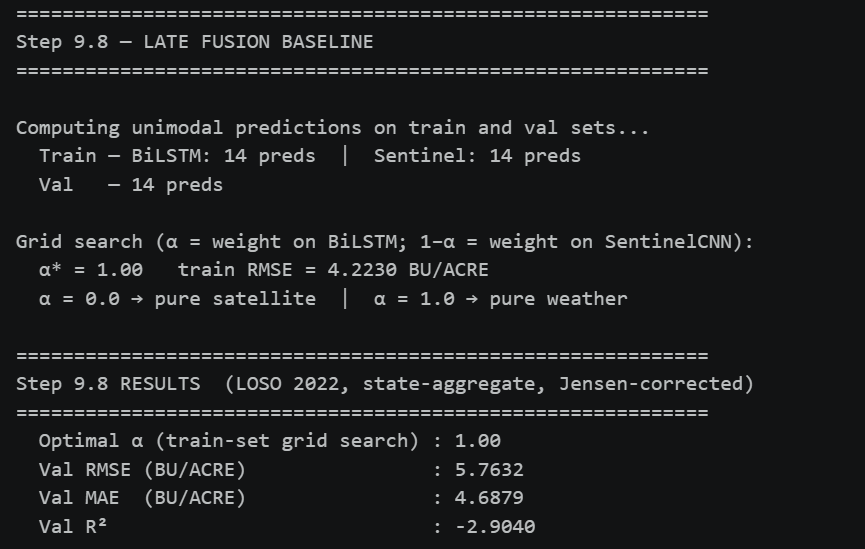 ============================================================
Step 9.8 — LATE FUSION BASELINE
============================================================
Computing unimodal predictions on train and val sets...
Train — BiLSTM: 14 preds | Sentinel: 14 preds
Val — 14 preds
Grid search (α = weight on BiLSTM; 1–α = weight on SentinelCNN):
α* = 1.00 train RMSE = 4.2230 BU/ACRE
α = 0.0 → pure satellite | α = 1.0 → pure weather
============================================================
Step 9.8 RESULTS (LOSO 2022, state-aggregate, Jensen-corrected)
============================================================
Optimal α (train-set grid search) : 1.00
Val RMSE (BU/ACRE) : 5.7632
Val MAE (BU/ACRE) : 4.6879
Val R² : -2.9040